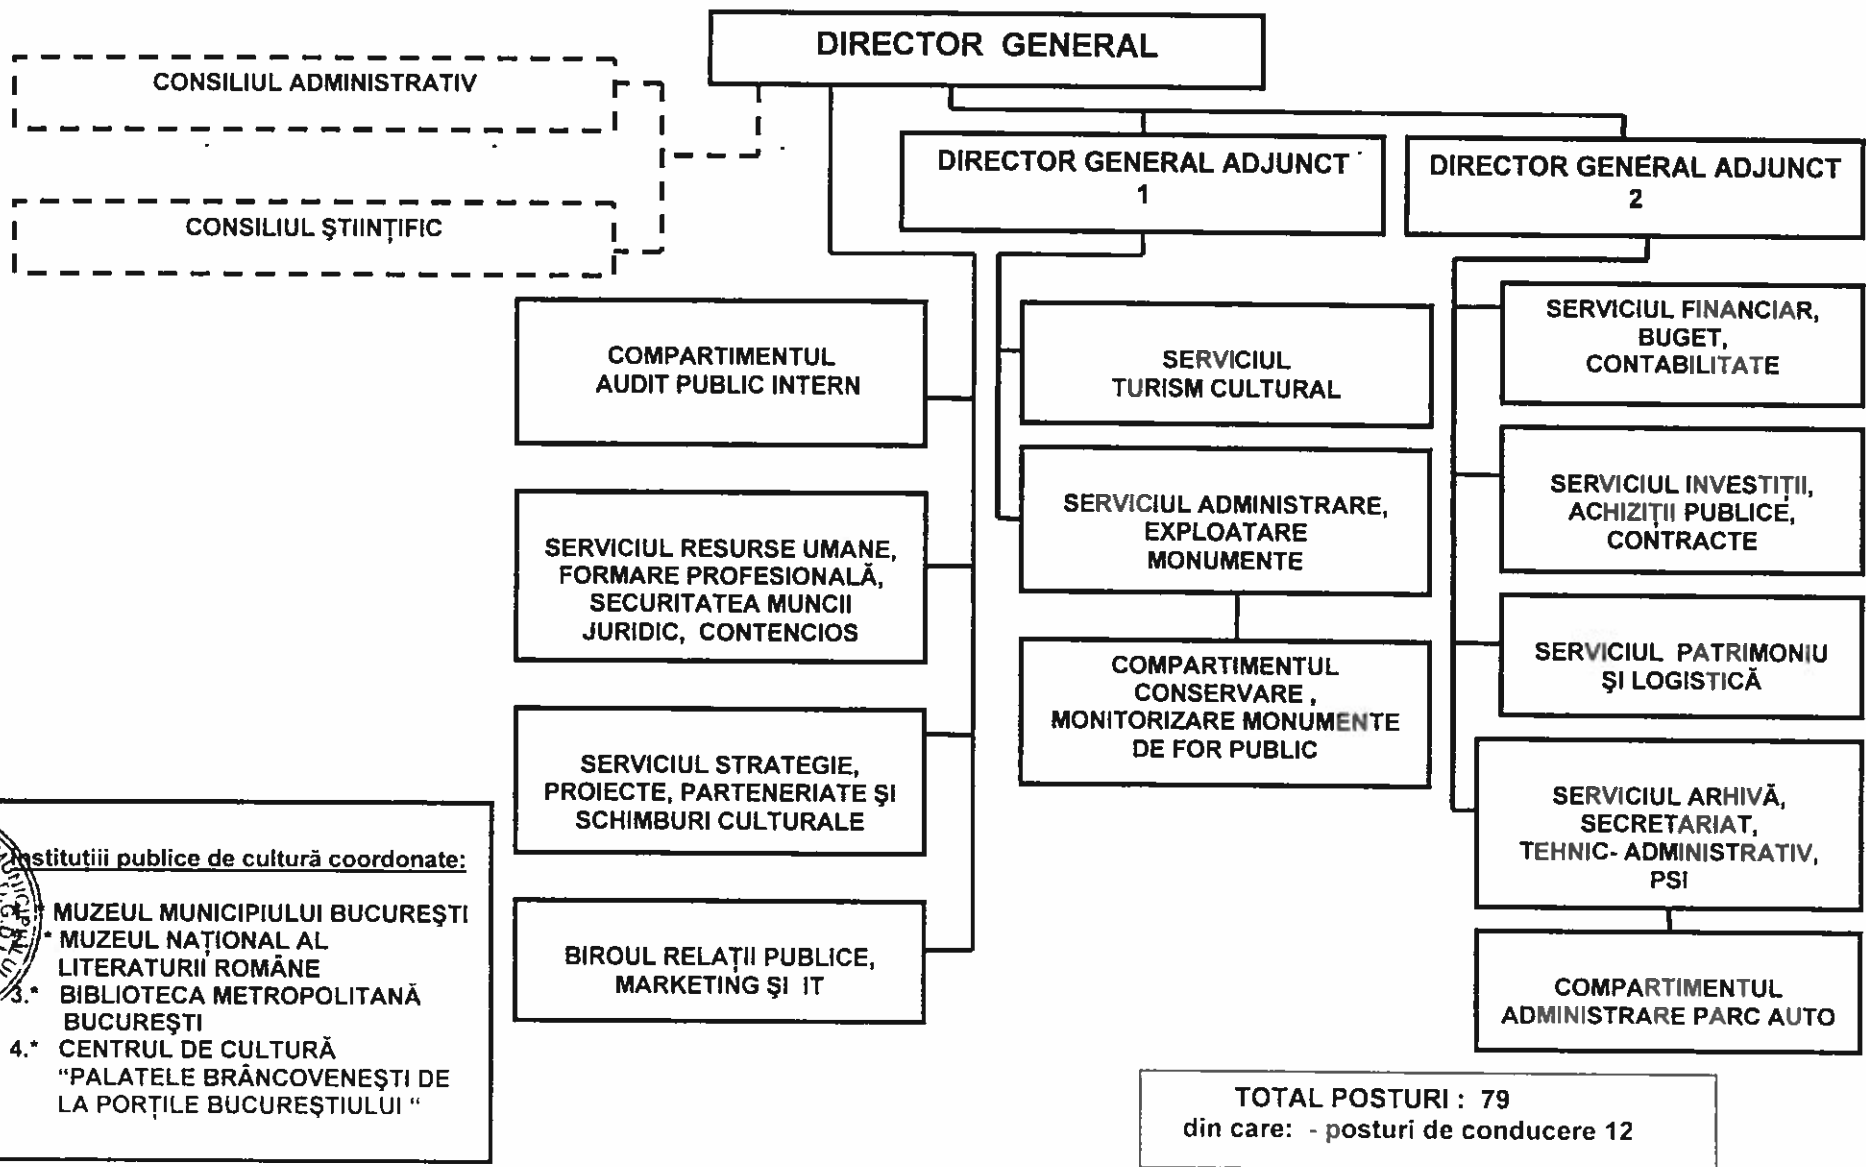 DIRECTOR GENERAL
CONSILIUL ADMINISTRATIV
CONSILIUL ŞTIINŢIFIC
DIRECTOR GENERAL ADJUNCT
1
DIRECTOR GENERAL ADJUNCT
2
COMPARTIMENTUL
AUDIT PUBLIC INTERN
SERVICIUL RESURSE UMANE,
FORMARE PROFESIONALĂ,
SECURITATEA MUNCII
JURIDIC, CONTENCIOS
SERVICIUL STRATEGIE,
PROIECTE, PARTENERIATE ŞI
SCHIMBURI CULTURALE
BIROUL RELAŢII PUBLICE,
MARKETING ŞI IT
SERVICIUL
TURISM CULTURAL
SERVICIUL ADMINISTRARE,
EXPLOATARE
MONUMENTE
COMPARTIMENTUL
CONSERVARE ,
MONITORIZARE MONUMENTE
DE FOR PUBLIC
SERVICIUL FINANCIAR,
BUGET,
CONTABILITATE
SERVICIUL INVESTIŢII,
ACHIZIŢII PUBLICE,
CONTRACTE
SERVICIUL PATRIMONIU
ŞI LOGISTICĂ
SERVICIUL ARHIVĂ,
SECRETARIAT,
TEHNIC- ADMINISTRATIV,
PSI
COMPARTIMENTUL
ADMINISTRARE PARC AUTO
Instituţiii publice de cultură coordonate:
* MUZEUL MUNICIPIULUI BUCUREŞTI
* MUZEUL NAŢIONAL AL
LITERATURII ROMÂNE
3.* BIBLIOTECA METROPOLITANĂ
BUCUREŞTI
4.* CENTRUL DE CULTURĂ
“PALATELE BRÂNCOVENEŞTI DE
LA PORŢILE BUCUREŞTIULUI “
TOTAL POSTURI : 79
din care: - posturi de conducere 12